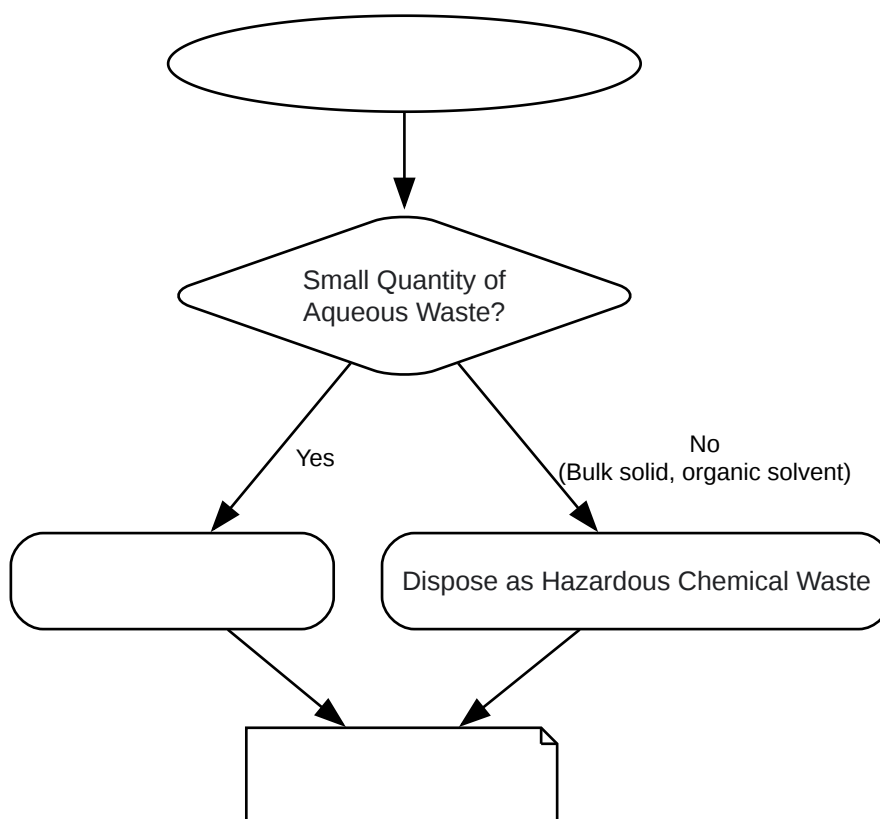 Small Quantity of
Aqueous Waste?
Yes
No
(Bulk solid, organic solvent)
Dispose as Hazardous Chemical Waste